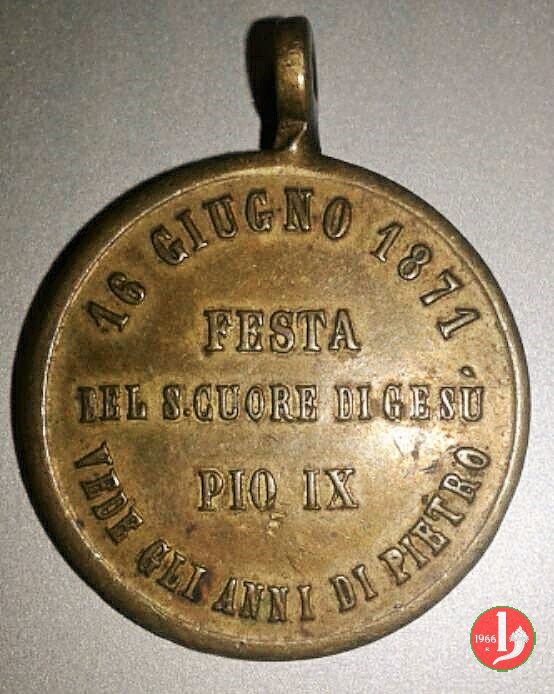 16 GIUGNO 1871
FESTA
DEL S. CUORE DI GESÙ
PIO IX
VEDE GLI ANNI DI PIETRO
1966